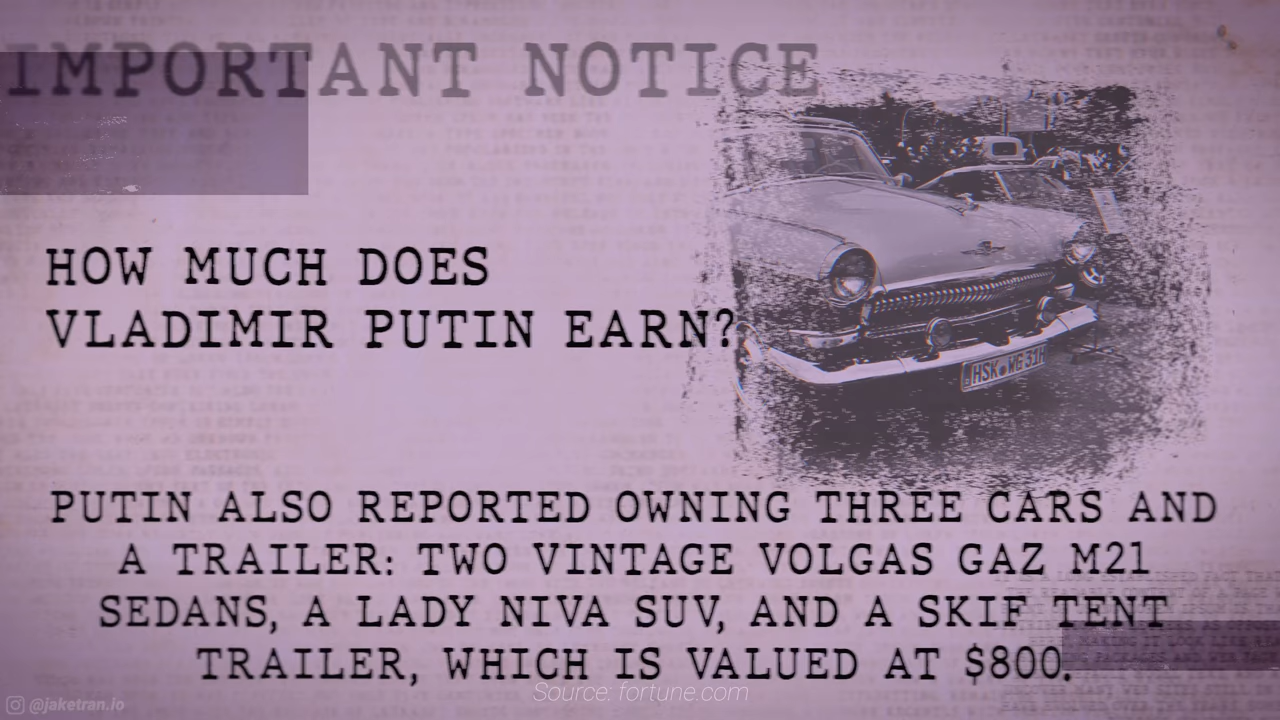 IMPORTANT NOTICE
HOW MUCH DOES
VLADIMIR PUTIN EARN?
HSK WG 31H
PUTIN ALSO REPORTED OWNING THREE CARS AND
A TRAILER: TWO VINTAGE VOLGAS GAZ M21
SEDANS, A LADY NIVA SUV, AND A SKIF TENT
TRAILER, WHICH IS VALUED AT $800.
Source: fortune.com
@jaketran.io